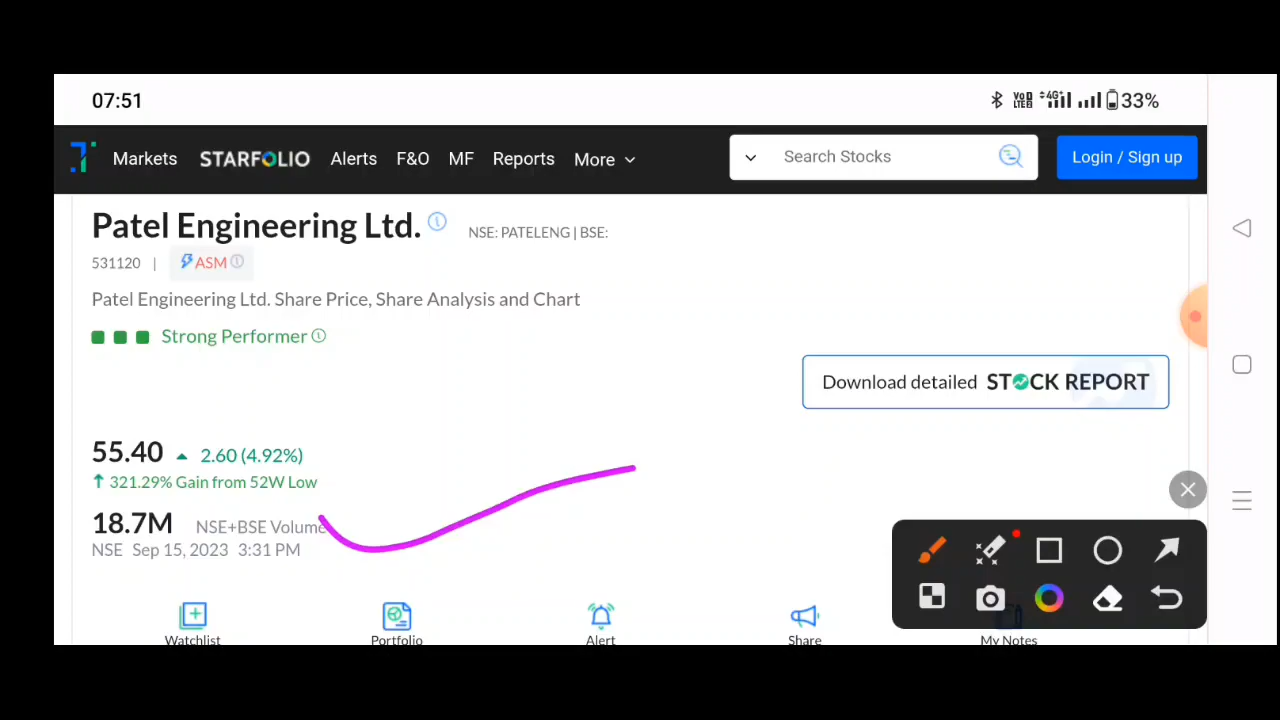 07:51 VoD LTE 4G+ 33%
Markets STARFOLIO Alerts F&O MF Reports More Search Stocks Login / Sign up
Patel Engineering Ltd. NSE: PATELENG | BSE:
531120 | ASM
Patel Engineering Ltd. Share Price, Share Analysis and Chart
Strong Performer
Download detailed STOCK REPORT
55.40 2.60 (4.92%)
321.29% Gain from 52W Low
18.7M NSE+BSE Volume
NSE Sep 15, 2023 3:31 PM
Watchlist Portfolio Alert Share My Notes